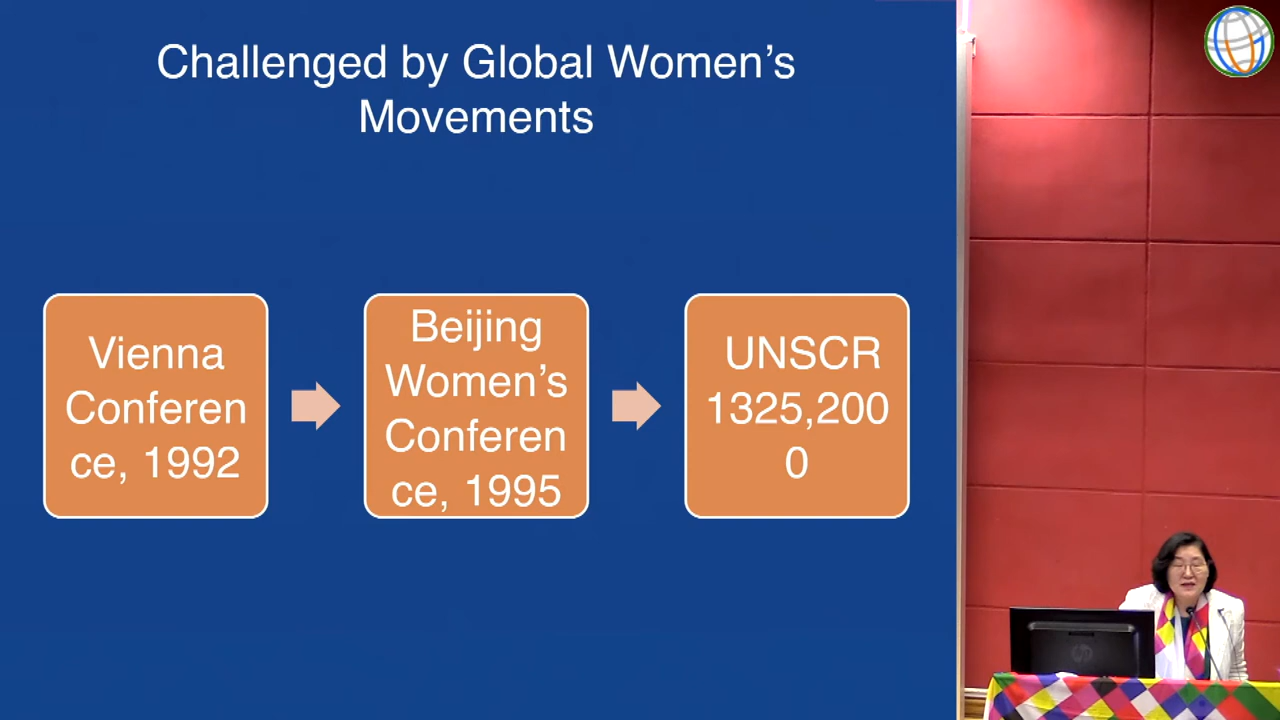 Challenged by Global Women’s
Movements
Vienna
Conferen
ce, 1992
Beijing
Women’s
Conferen
ce, 1995
UNSCR
1325,200
0